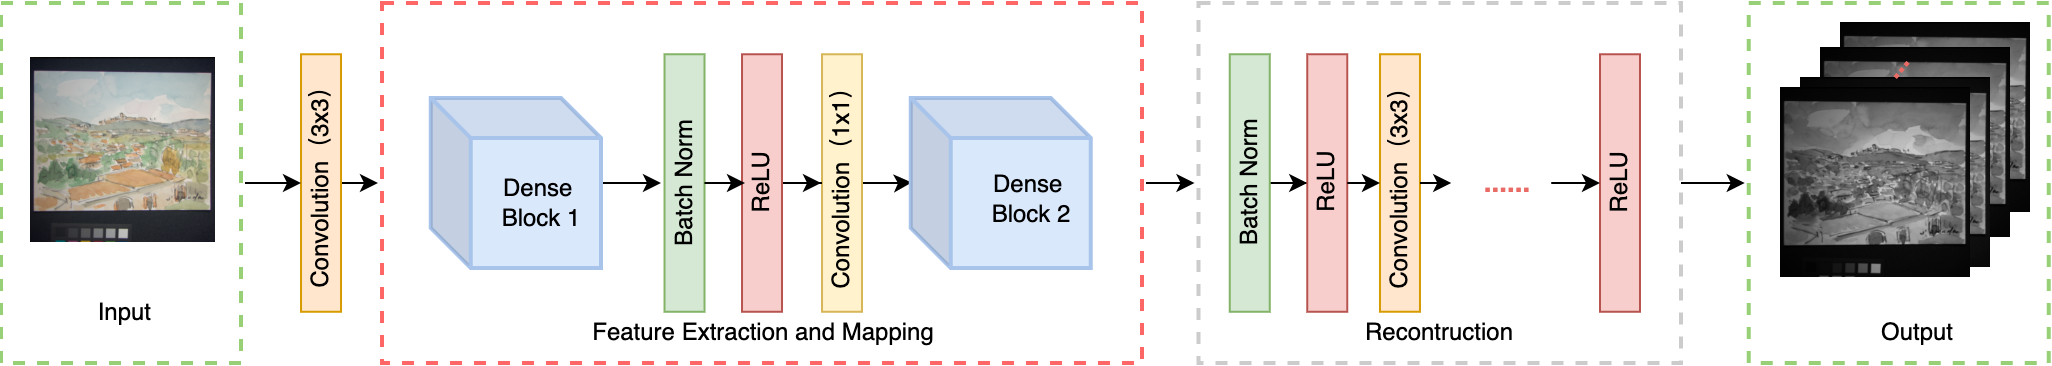 Input
Convolution (3x3)
Dense
Block 1
Batch Norm
ReLU
Convolution (1x1)
Dense
Block 2
Feature Extraction and Mapping
Batch Norm
ReLU
Convolution (3x3)
ReLU
Recontruction
Output